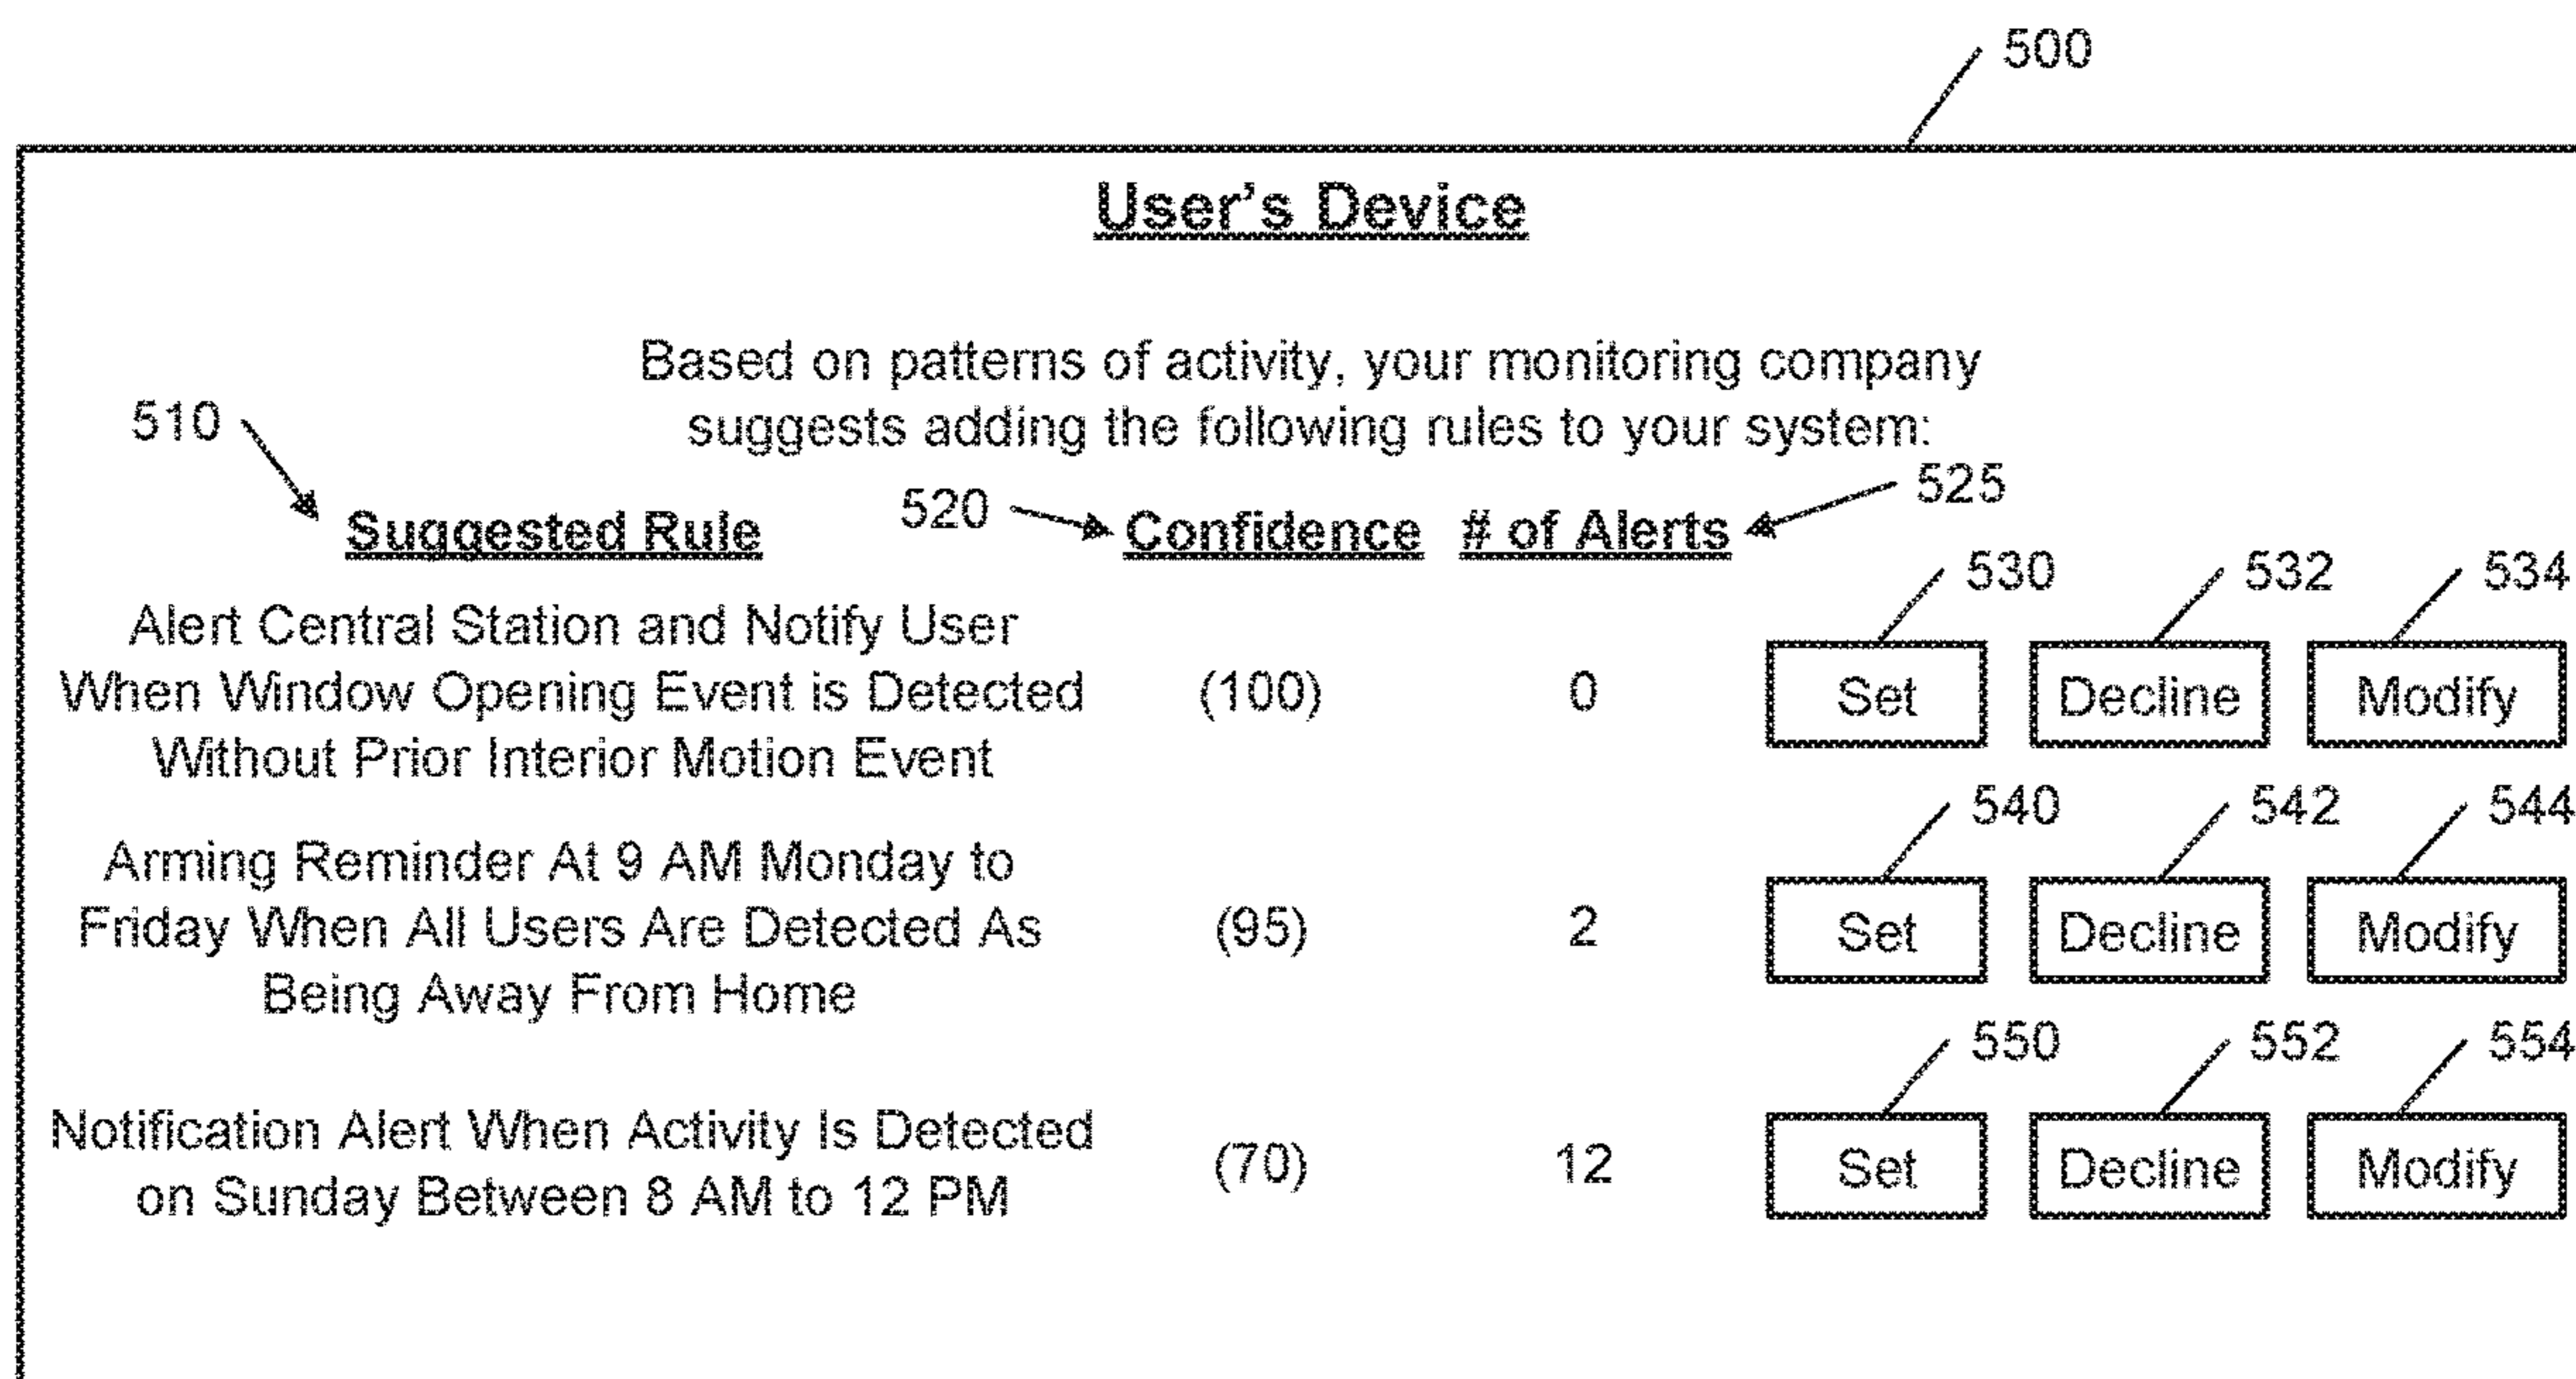 500
User's Device
Based on patterns of activity, your monitoring company
suggests adding the following rules to your system:
510
520
525
Suggested Rule Confidence # of Alerts
530 532 534
Alert Central Station and Notify User
When Window Opening Event is Detected (100) 0 Set Decline Modify
Without Prior Interior Motion Event
540 542 544
Arming Reminder At 9 AM Monday to
Friday When All Users Are Detected As (95) 2 Set Decline Modify
Being Away From Home
550 552 554
Notification Alert When Activity Is Detected
on Sunday Between 8 AM to 12 PM (70) 12 Set Decline Modify